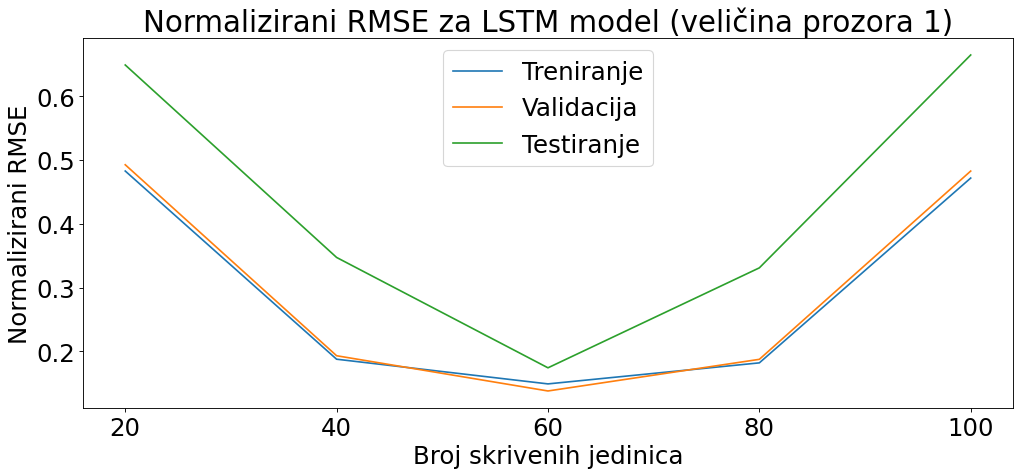 Normalizirani RMSE za LSTM model (veličina prozora 1)
Treniranje
Validacija
Testiranje
Normalizirani RMSE
0.6
0.5
0.4
0.3
0.2
20 40 60 80 100
Broj skrivenih jedinica